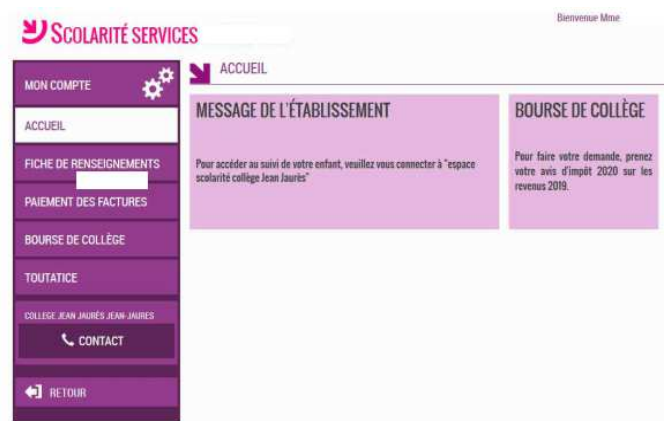 SCOLARITÉ SERVICES
Bienvenue Mme
MON COMPTE
ACCUEIL
FICHE DE RENSEIGNEMENTS
PAIEMENT DES FACTURES
BOURSE DE COLLÈGE
TOUTATICE
COLLEGE JEAN JAURÈS JEAN-JAURES
CONTACT
RETOUR
ACCUEIL
MESSAGE DE L'ÉTABLISSEMENT
Pour accéder au suivi de votre enfant, veuillez vous connecter à "espace
scolarité collège Jean Jaurès"
BOURSE DE COLLÈGE
Pour faire votre demande, prenez
votre avis d'impôt 2020 sur les
revenus 2019.